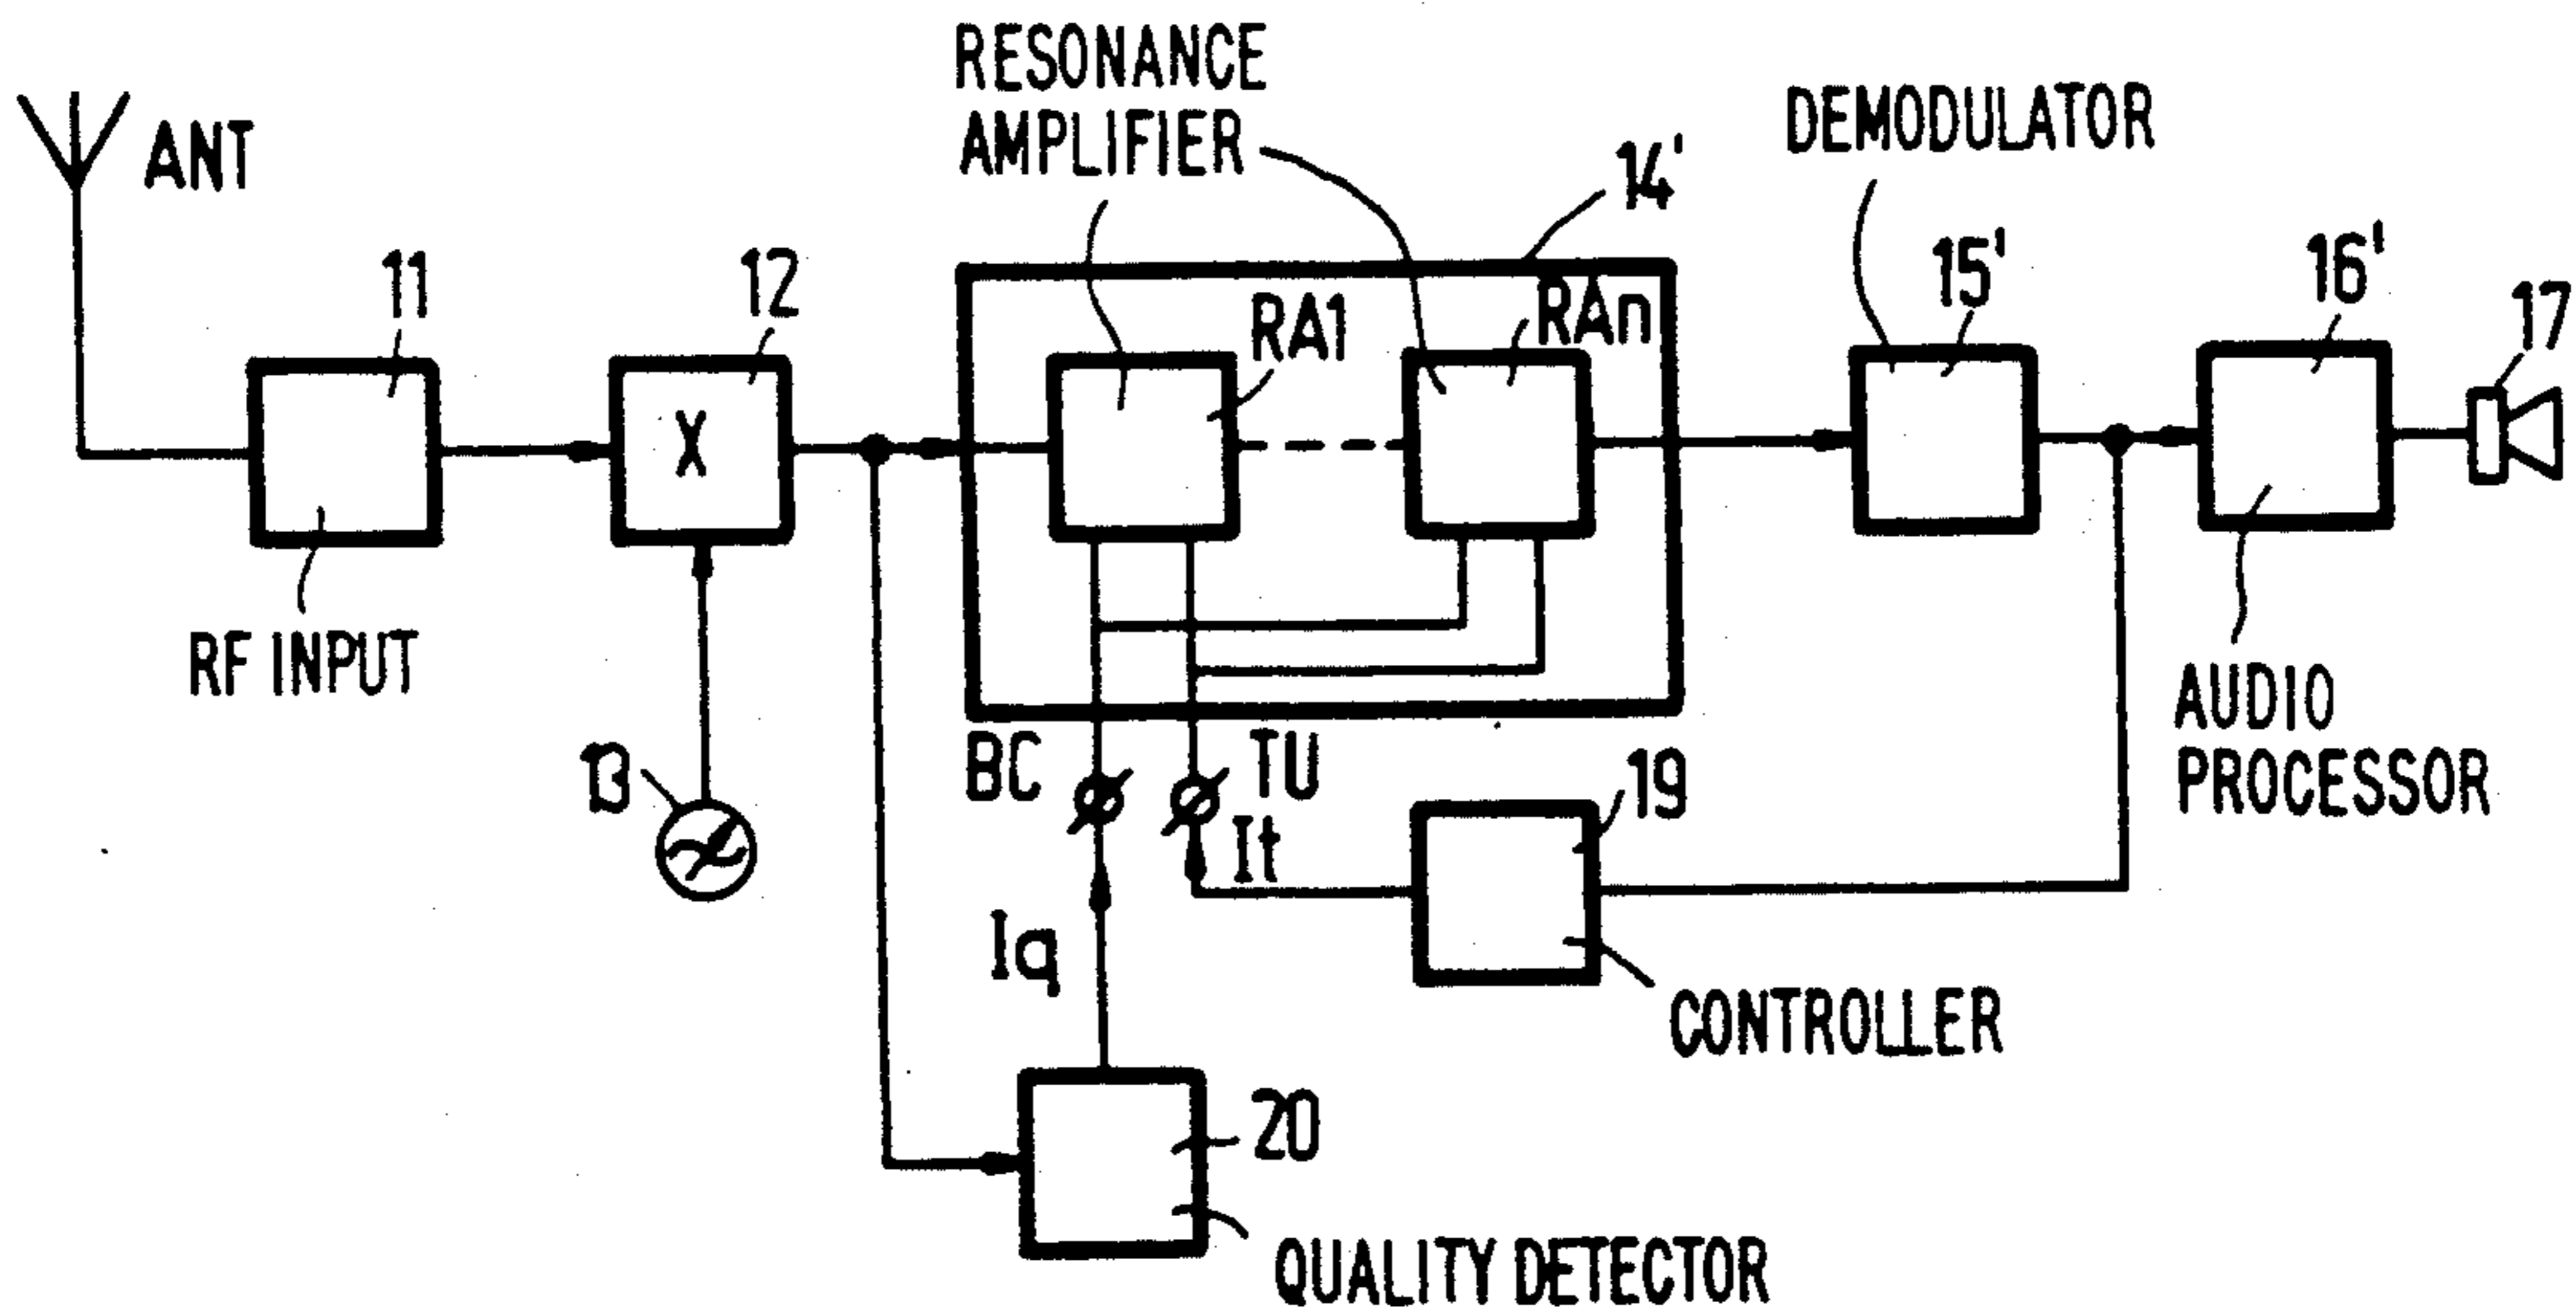 RESONANCE
AMPLIFIER
ANT
DEMODULATOR
14'
11
12
RA1
RAn
15'
16'
17
X
RF INPUT
13
BC
TU
It
19
AUDIO
PROCESSOR
Iq
CONTROLLER
20
QUALITY DETECTOR